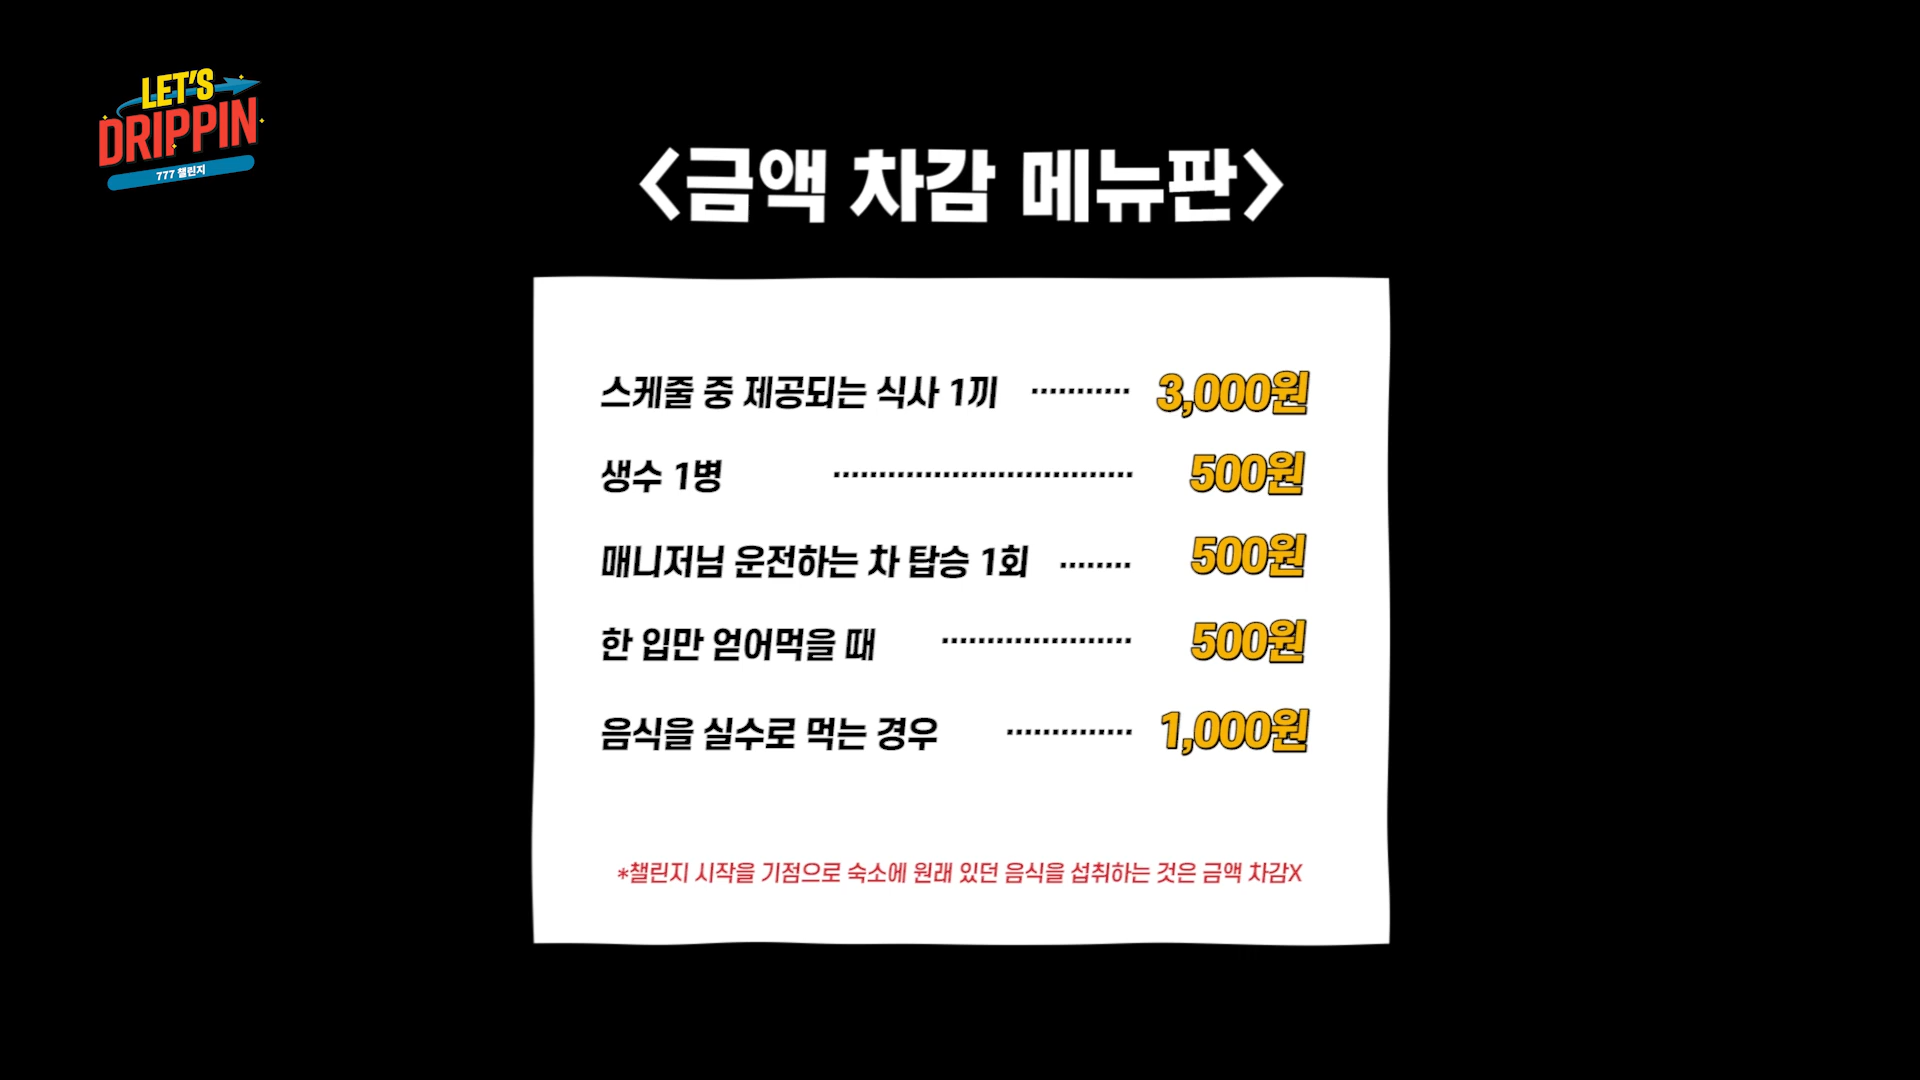 LET'S
DRIPPIN
777 챌린지
<금액 차감 메뉴판>
스케줄 중 제공되는 식사 1끼 ··········· 3,000원
생수 1병 ································· 500원
매니저님 운전하는 차 탑승 1회 ········ 500원
한 입만 얻어먹을 때 ····················· 500원
음식을 실수로 먹는 경우 ·············· 1,000원
*챌린지 시작을 기점으로 숙소에 원래 있던 음식을 섭취하는 것은 금액 차감X